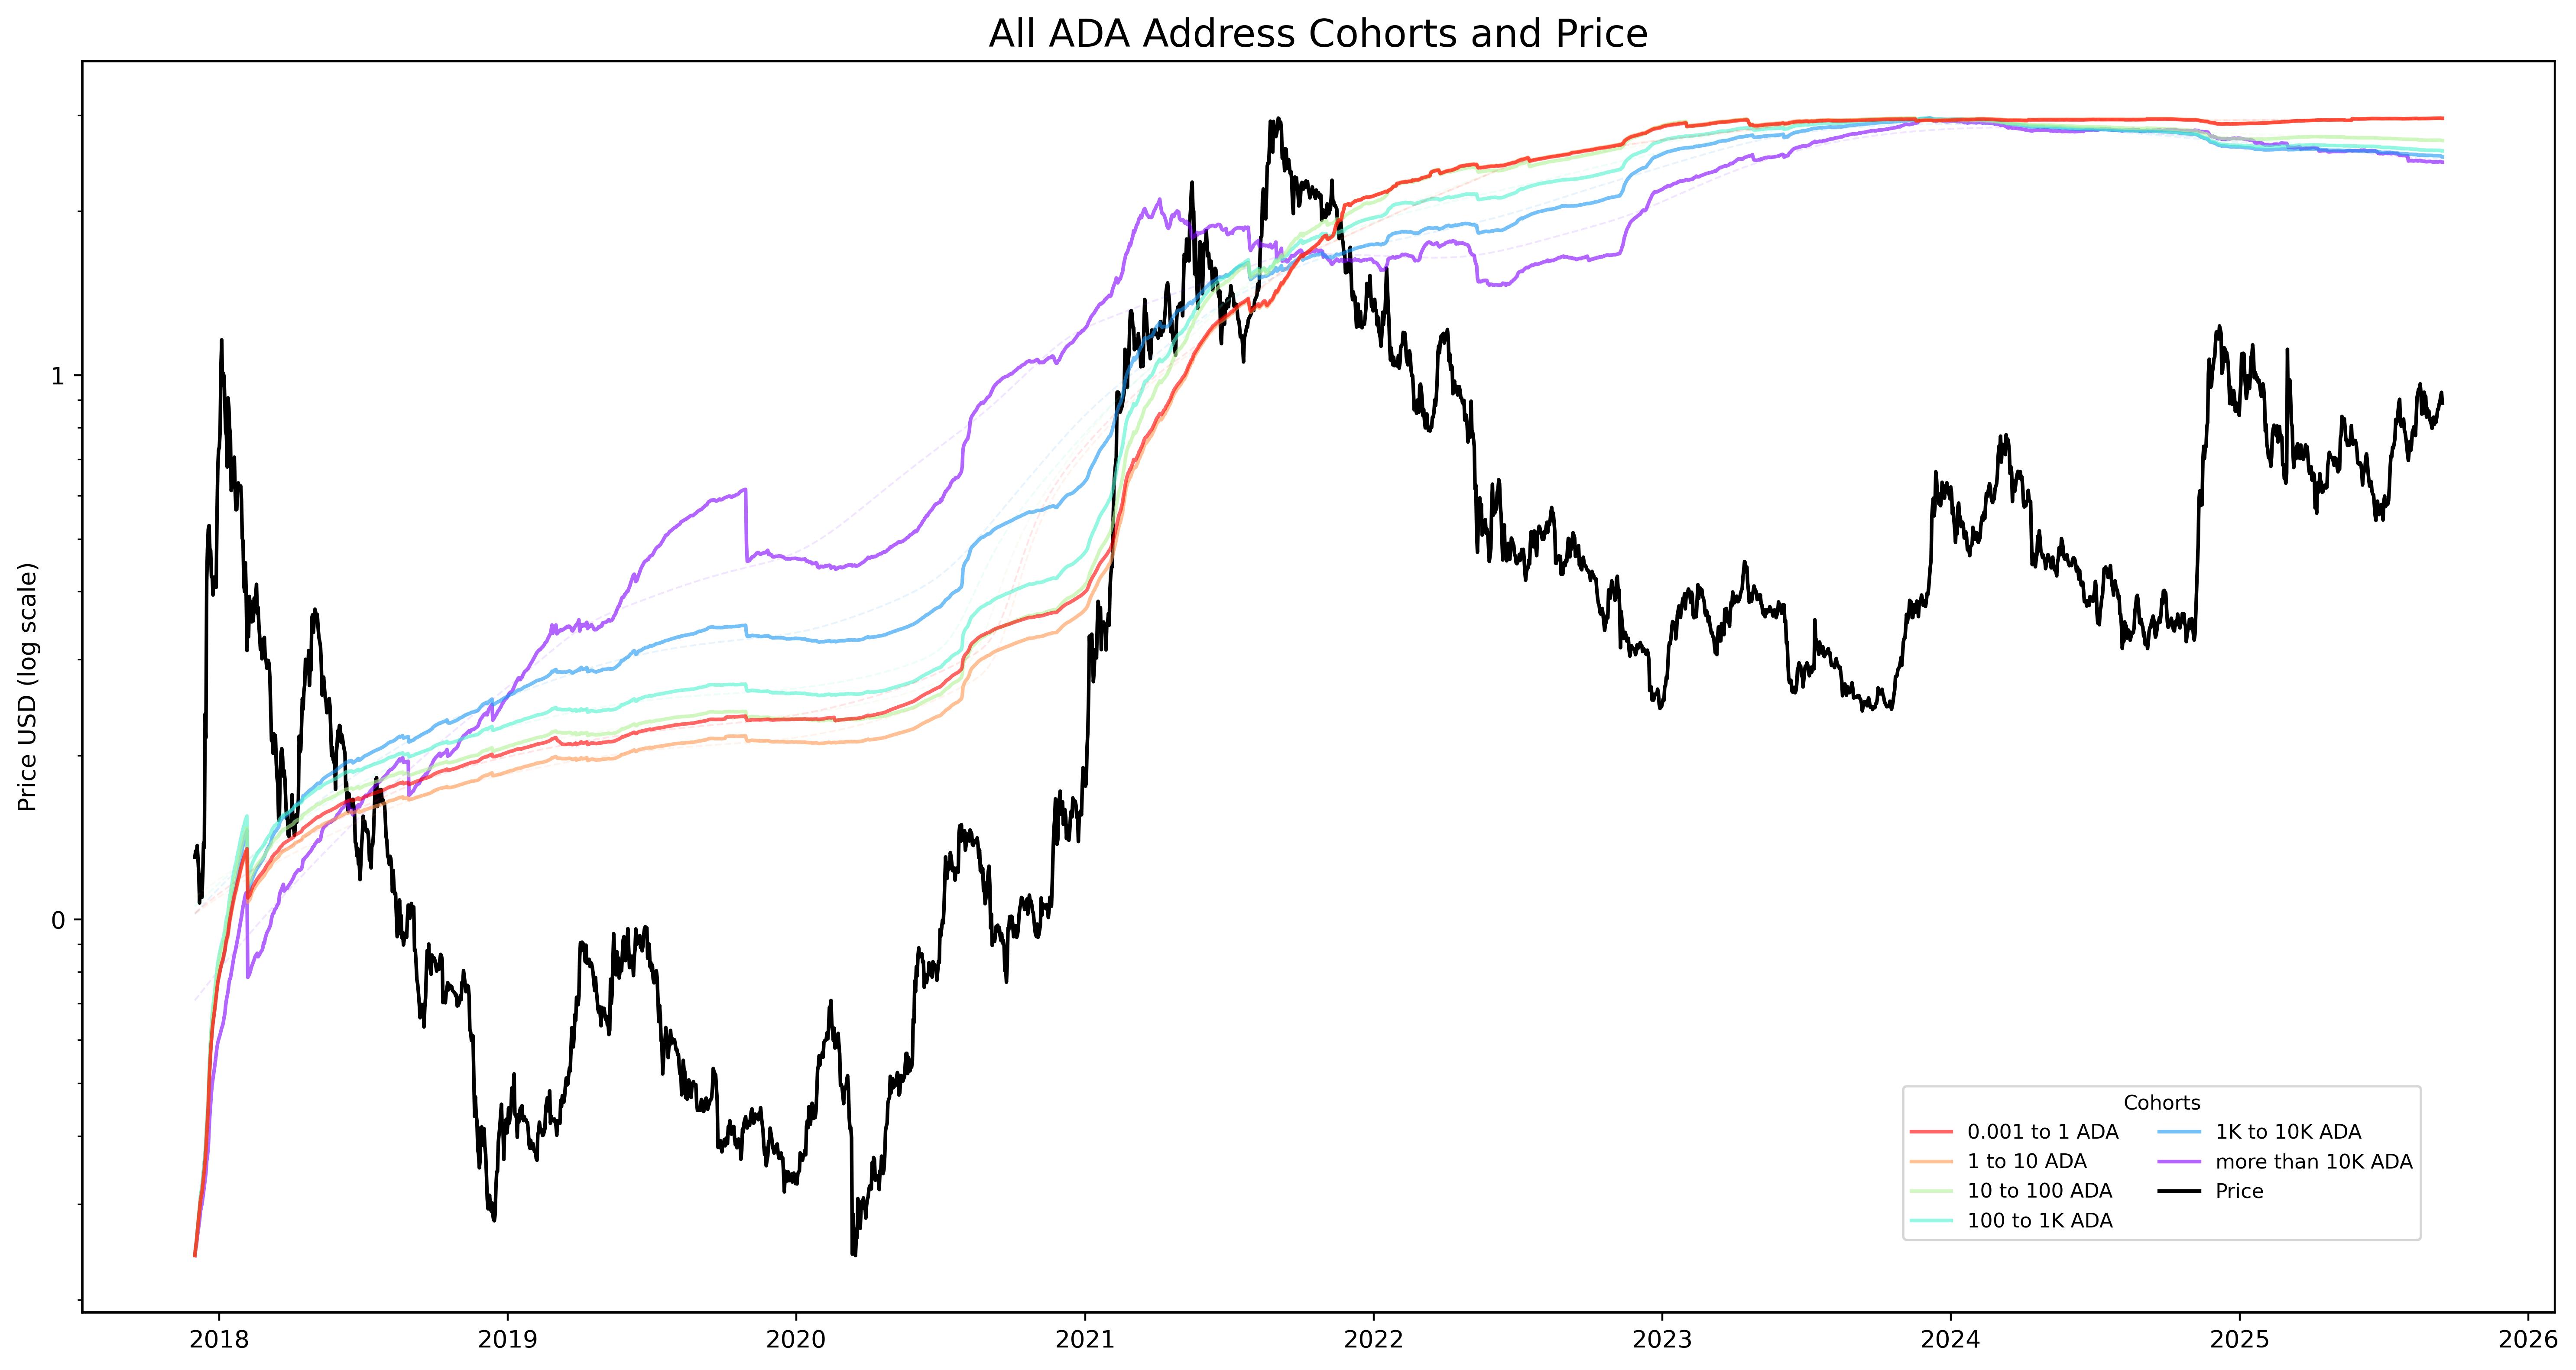 All ADA Address Cohorts and Price
Price USD (log scale)
1
0
2018 2019 2020 2021 2022 2023 2024 2025 2026
Cohorts
0.001 to 1 ADA
1 to 10 ADA
10 to 100 ADA
100 to 1K ADA
1K to 10K ADA
more than 10K ADA
Price